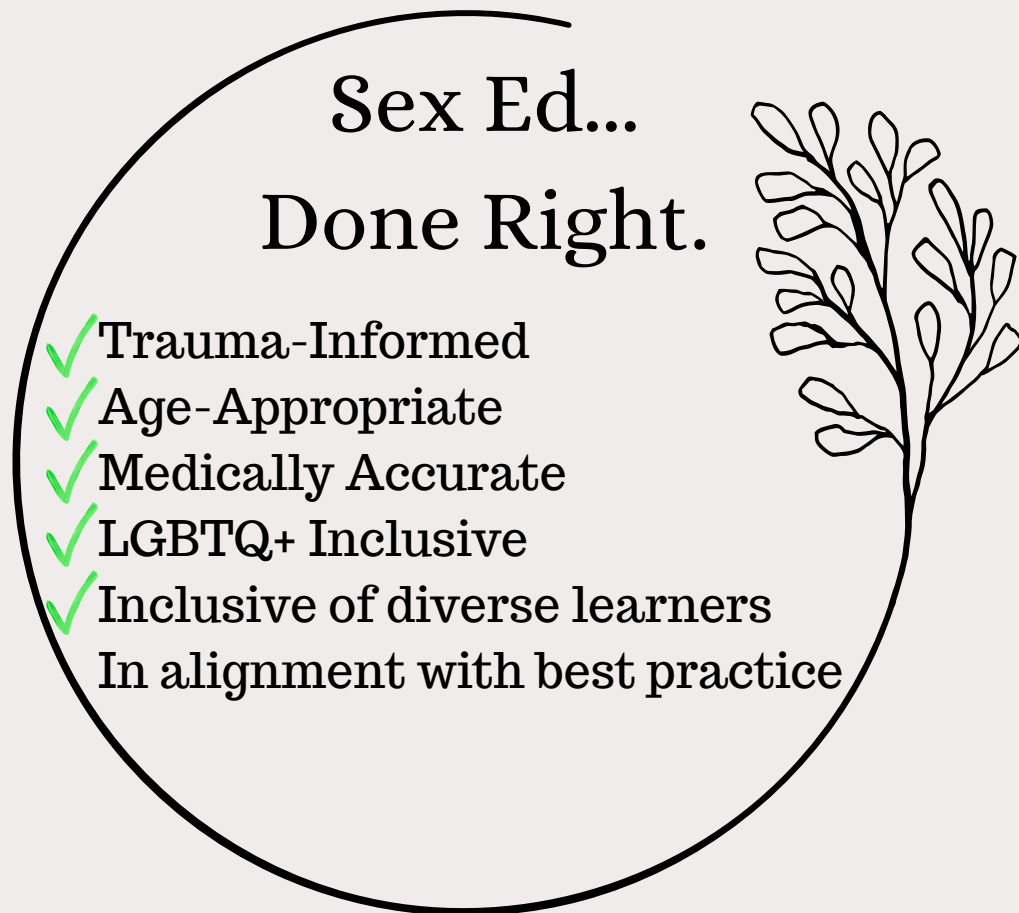 Sex Ed...
Done Right.
Trauma-Informed
Age-Appropriate
Medically Accurate
LGBTQ+ Inclusive
Inclusive of diverse learners
In alignment with best practice